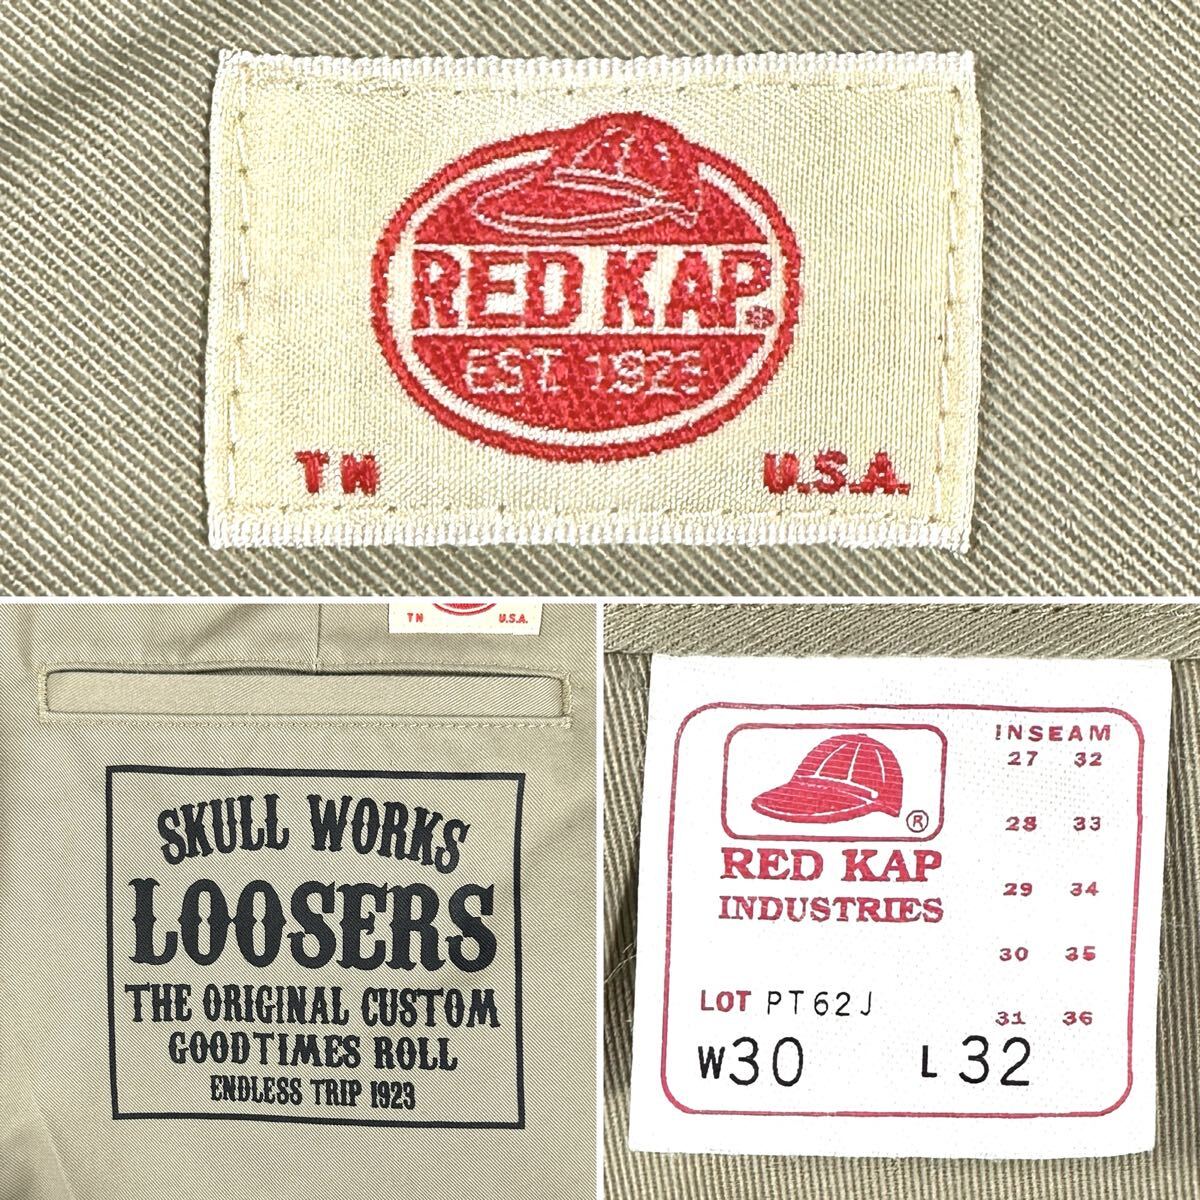 RED KAP®
EST. 1923
TN U.S.A.
TN U.S.A.
SKULL WORKS
LOOSERS
THE ORIGINAL CUSTOM
GOODTIMES ROLL
ENDLESS TRIP 1923
®
RED KAP
INDUSTRIES
INSEAM
27 32
28 33
29 34
30 35
31 36
LOT PT62J
W30 L 32